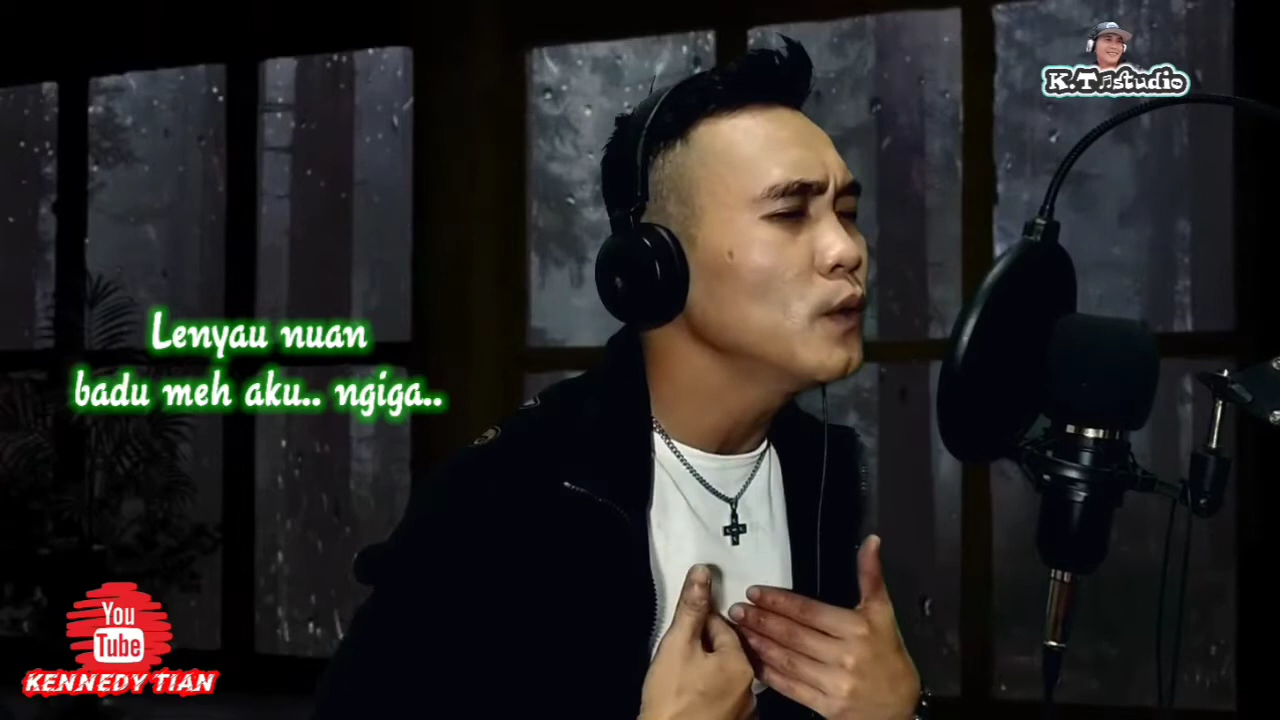 K.T♫studio
Lenyau nuan
badu meh aku.. ngiga..
You
Tube
KENNEDY TIAN